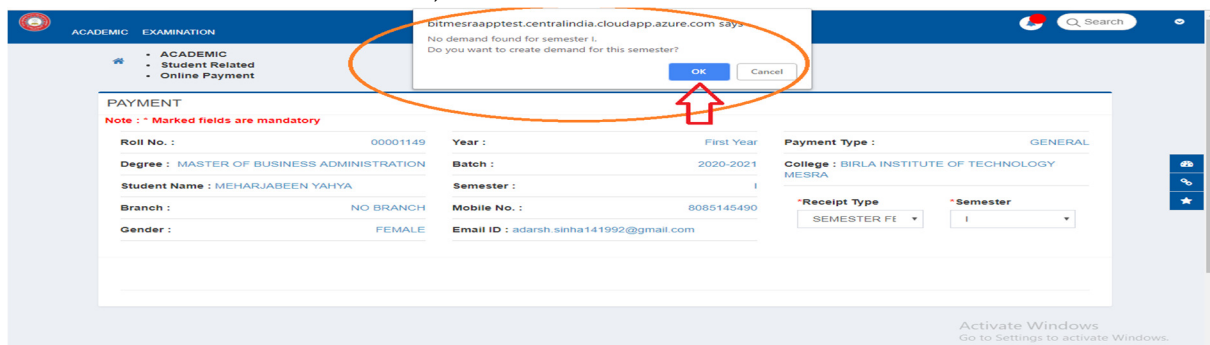 bitmesraapptest.centralindia.cloudapp.azure.com says
No demand found for semester I.
Do you want to create demand for this semester?
OK Cancel
ACADEMIC EXAMINATION
Search
ACADEMIC
Student Related
Online Payment
PAYMENT
Note : * Marked fields are mandatory
Roll No. : 00001149 Year : First Year Payment Type : GENERAL
Degree : MASTER OF BUSINESS ADMINISTRATION Batch : 2020-2021 College : BIRLA INSTITUTE OF TECHNOLOGY
MESRA
Student Name : MEHARJABEEN YAHYA Semester : I
*Receipt Type *Semester
Branch : NO BRANCH Mobile No. : 8085145490
SEMESTER FE I
Gender : FEMALE Email ID : adarsh.sinha141992@gmail.com
Activate Windows
Go to Settings to activate Windows.